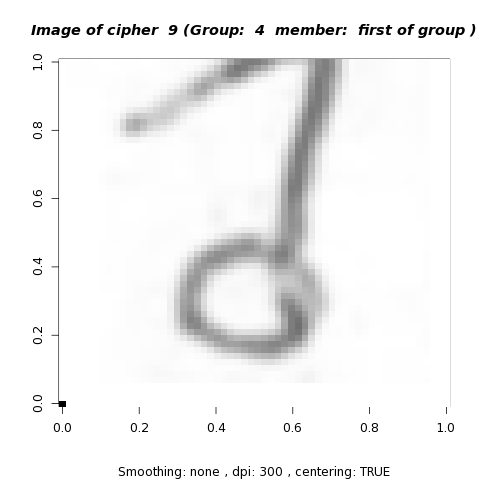 Image of cipher 9 (Group: 4 member: first of group )
1.0
0.8
0.6
0.4
0.2
0.0
0.0 0.2 0.4 0.6 0.8 1.0
Smoothing: none , dpi: 300 , centering: TRUE